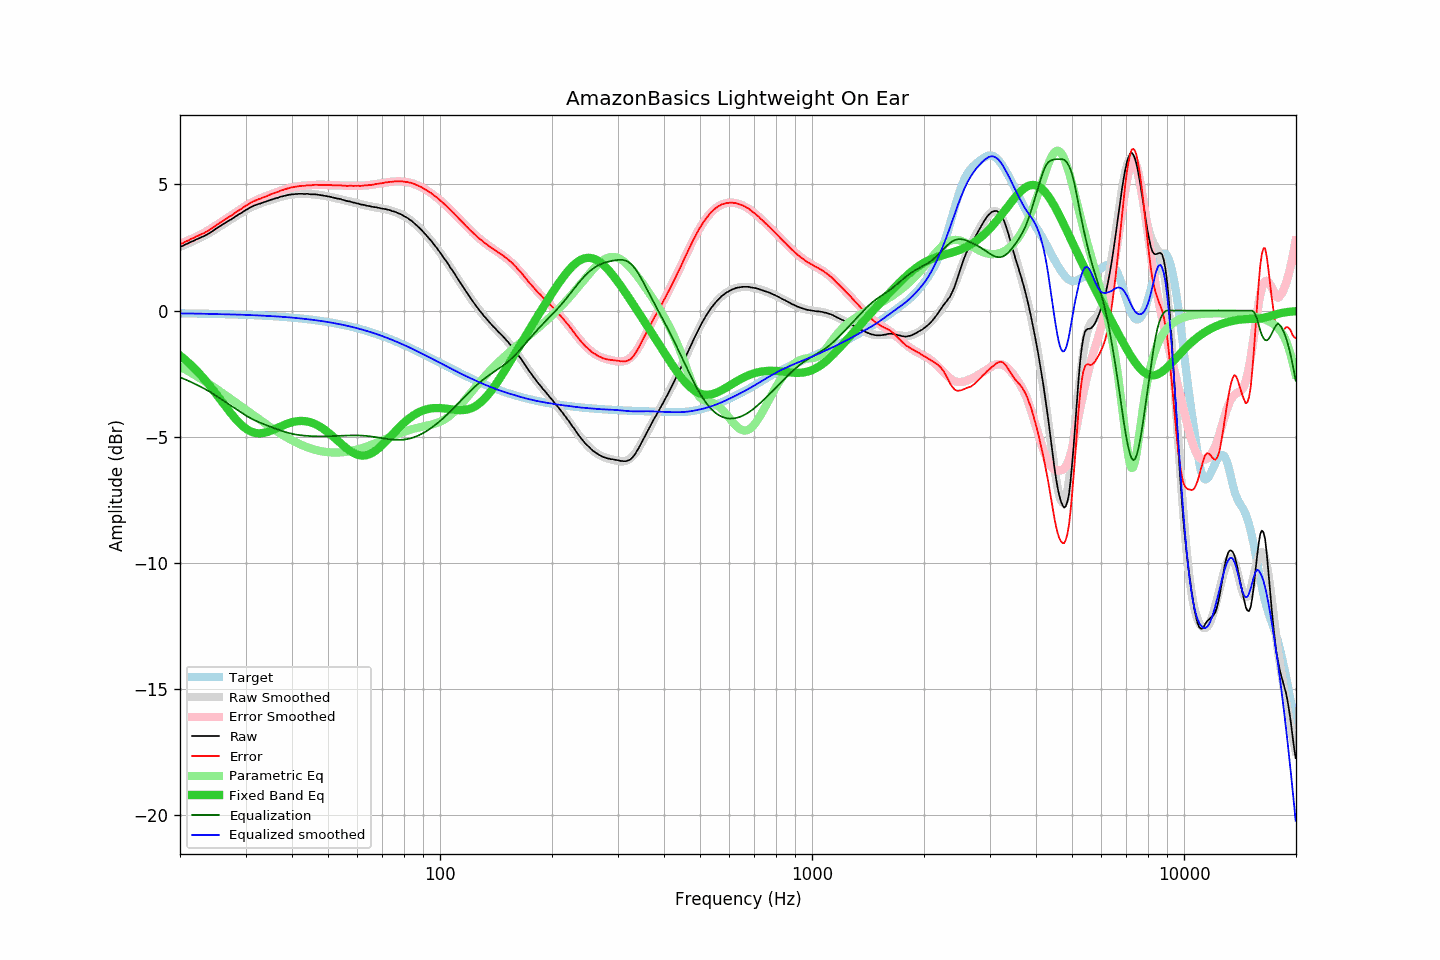 AmazonBasics Lightweight On Ear
Amplitude (dBr)
5
0
−5
−10
−15
−20
Target
Raw Smoothed
Error Smoothed
Raw
Error
Parametric Eq
Fixed Band Eq
Equalization
Equalized smoothed
100 1000 10000
Frequency (Hz)